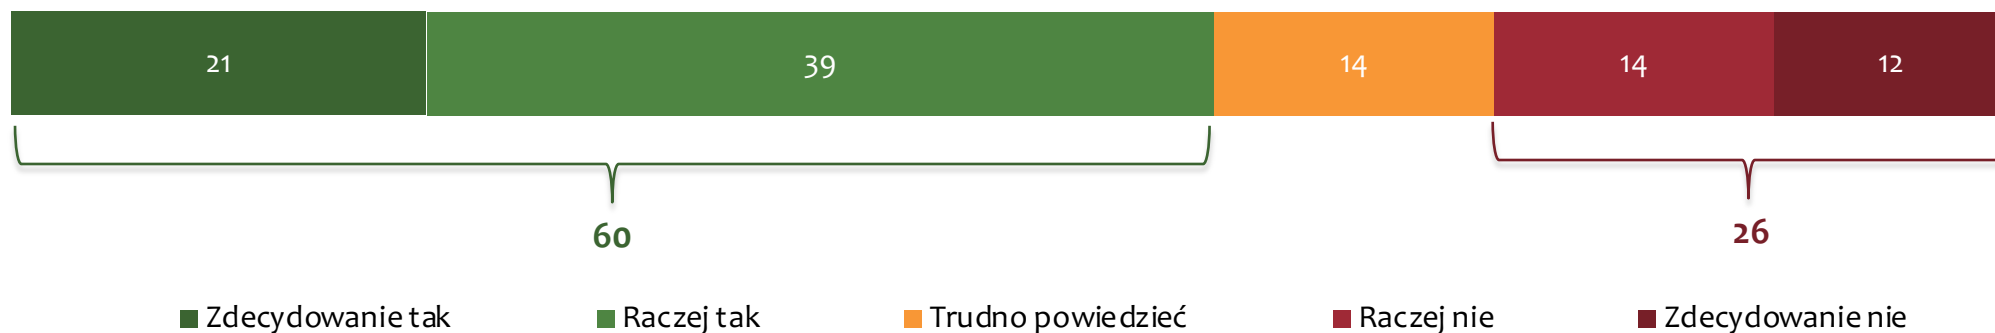 21 39 14 14 12
60 26
Zdecydowanie tak Raczej tak Trudno powiedzieć Raczej nie Zdecydowanie nie